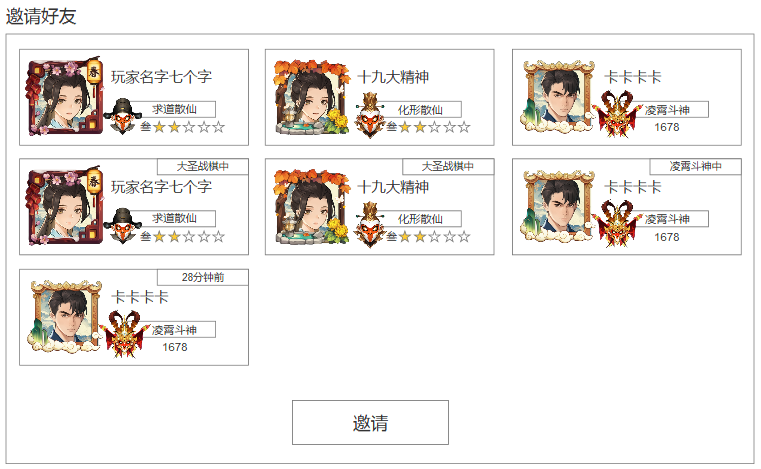 邀请好友
玩家名字七个字
春
求道散仙
叁
十九大精神
化形散仙
叁
卡卡卡卡
凌霄斗神
1678
大圣战棋中
玩家名字七个字
春
求道散仙
叁
大圣战棋中
十九大精神
化形散仙
叁
凌霄斗神中
卡卡卡卡
凌霄斗神
1678
28分钟前
卡卡卡卡
凌霄斗神
1678
邀请